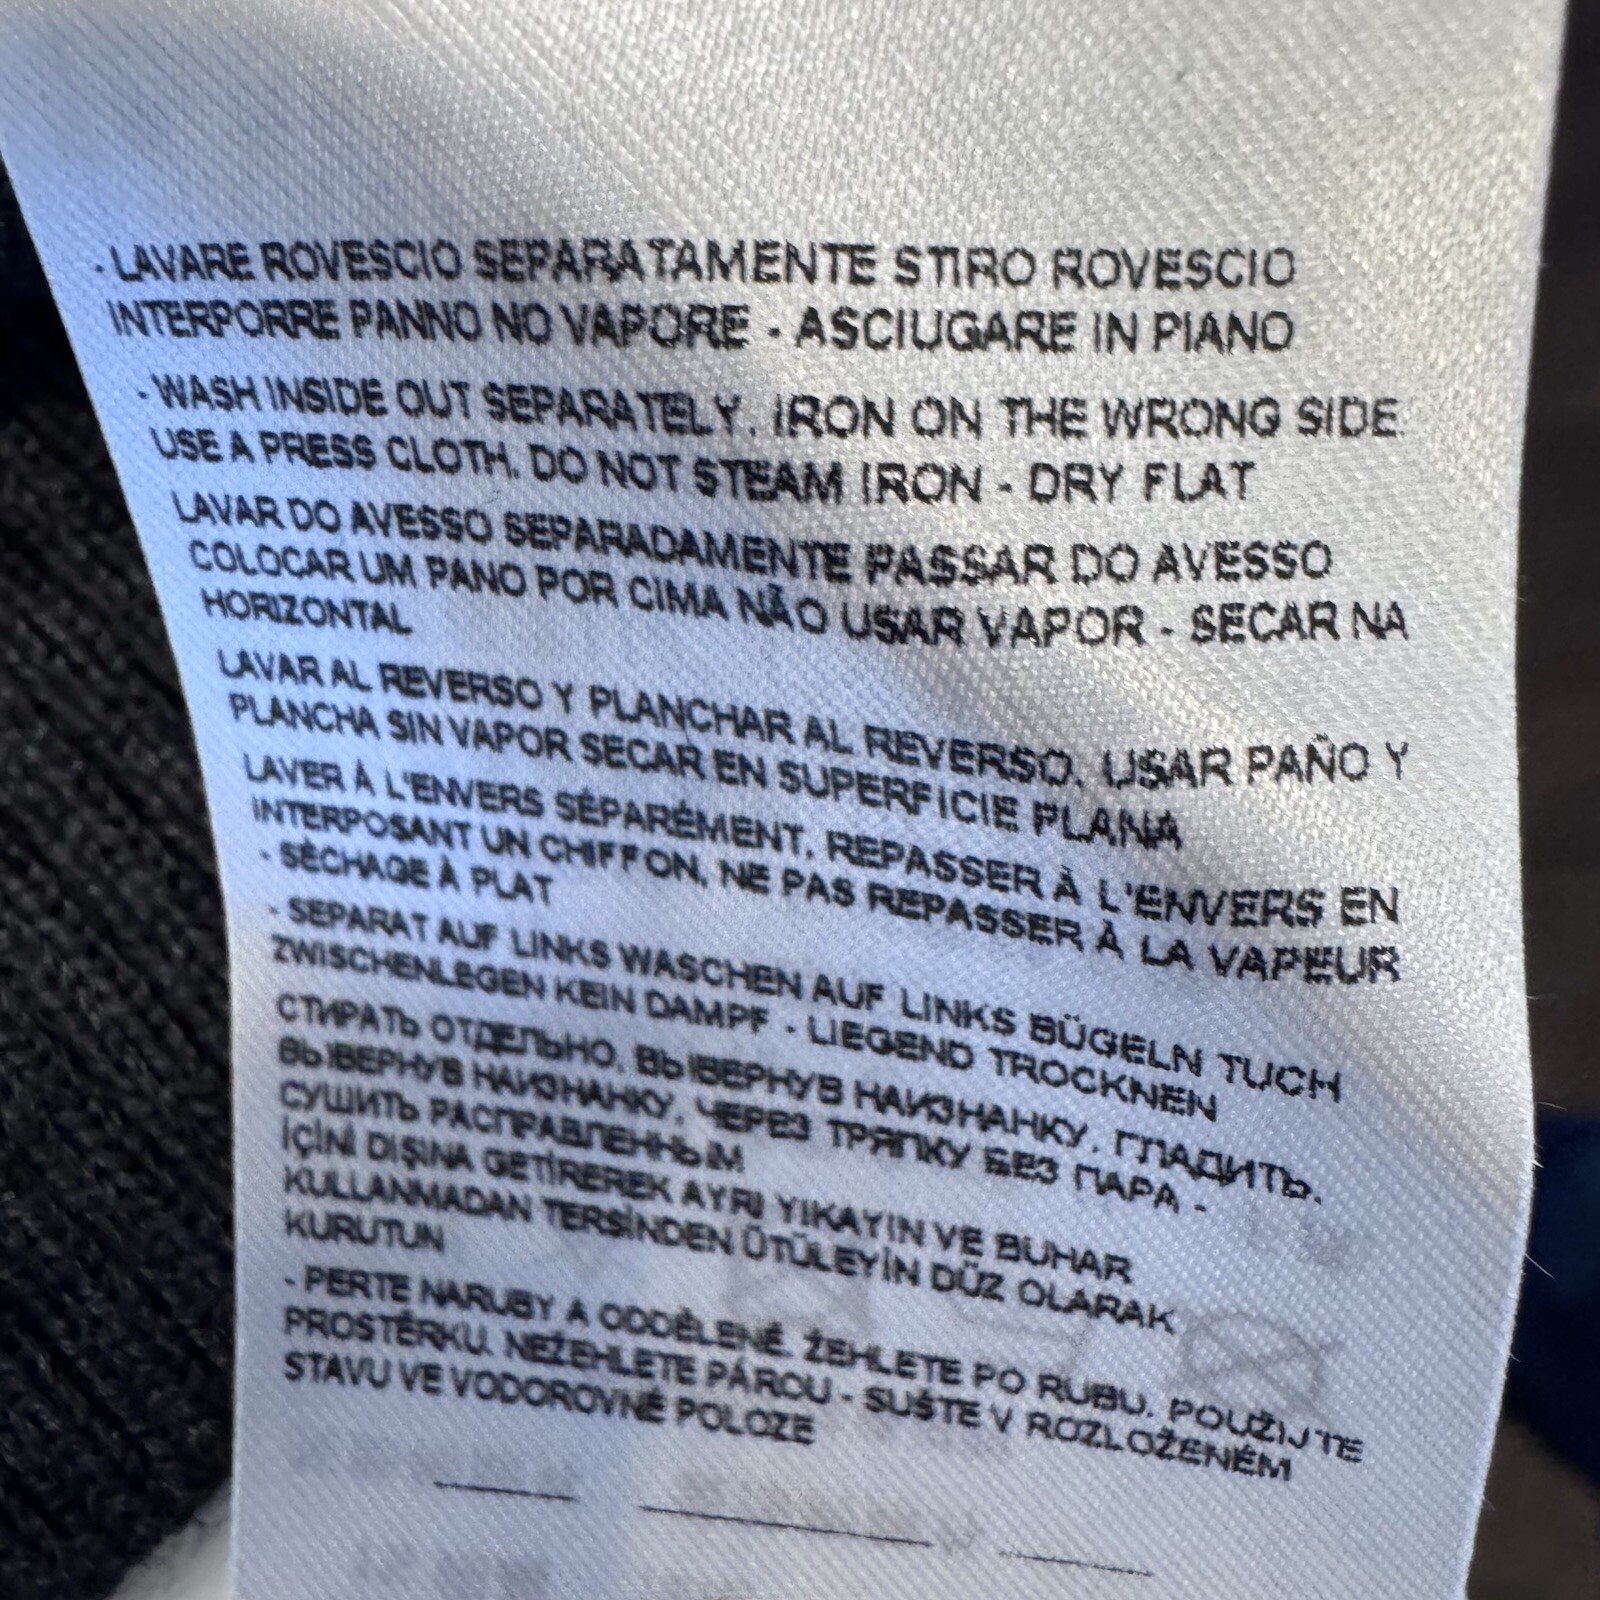 - LAVARE ROVESCIO SEPARATAMENTE STIRO ROVESCIO
INTERPORRE PANNO NO VAPORE - ASCIUGARE IN PIANO
- WASH INSIDE OUT SEPARATELY. IRON ON THE WRONG SIDE.
USE A PRESS CLOTH. DO NOT STEAM IRON - DRY FLAT
LAVAR DO AVESSO SEPARADAMENTE PASSAR DO AVESSO
COLOCAR UM PANO POR CIMA NÃO USAR VAPOR - SECAR NA
HORIZONTAL
LAVAR AL REVERSO Y PLANCHAR AL REVERSO. USAR PAÑO Y
PLANCHA SIN VAPOR SECAR EN SUPERFICIE PLANA
LAVER À L'ENVERS SÉPARÉMENT. REPASSER À L'ENVERS EN
INTERPOSANT UN CHIFFON, NE PAS REPASSER À LA VAPEUR
- SÉCHAGE À PLAT
- SEPARAT AUF LINKS WASCHEN AUF LINKS BÜGELN TUCH
ZWISCHENLEGEN KEIN DAMPF - LIEGEND TROCKNEN
СТИРАТЬ ОТДЕЛЬНО, ВЫВЕРНУВ НАИЗНАНКУ. ГЛАДИТЬ,
ВЫВЕРНУВ НАИЗНАНКУ, ЧЕРЕЗ ТРЯПКУ БЕЗ ПАРА -
СУШИТЬ РАСПРАВЛЕННЫМ
İÇİNİ DIŞINA GETİREREK AYRI YIKAYIN VE BUHAR
KULLANMADAN TERSİNDEN ÜTÜLEYİN DÜZ OLARAK
KURUTUN
- PERTE NARUBY A ODDĚLENĚ. ŽEHLETE PO RUBU. POUŽIJTE
PROSTĚRKU. NEŽEHLETE PÁROU - SUŠTE V ROZLOŽENÉM
STAVU VE VODOROVNÉ POLOZE